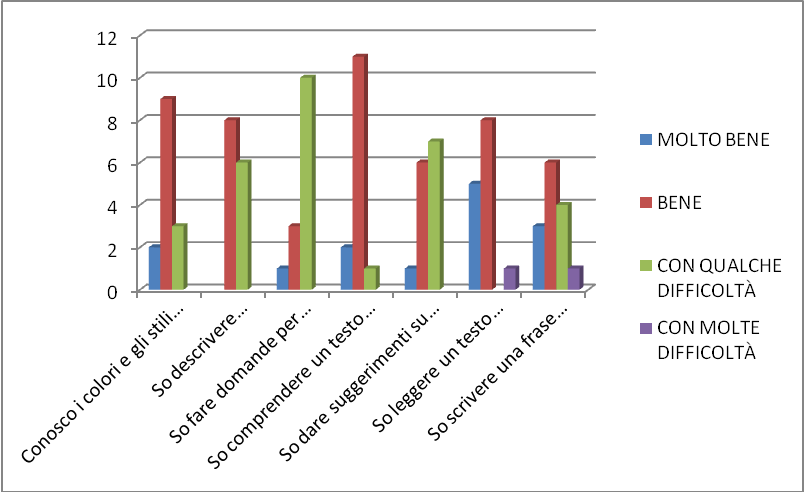 12
10
8
6
4
2
0
Conosco i colori e gli stili...
So descrivere...
So fare domande per...
So comprendere un testo...
So dare suggerimenti su...
So leggere un testo...
So scrivere una frase...
MOLTO BENE
BENE
CON QUALCHE
DIFFICOLTÀ
CON MOLTE
DIFFICOLTÀ